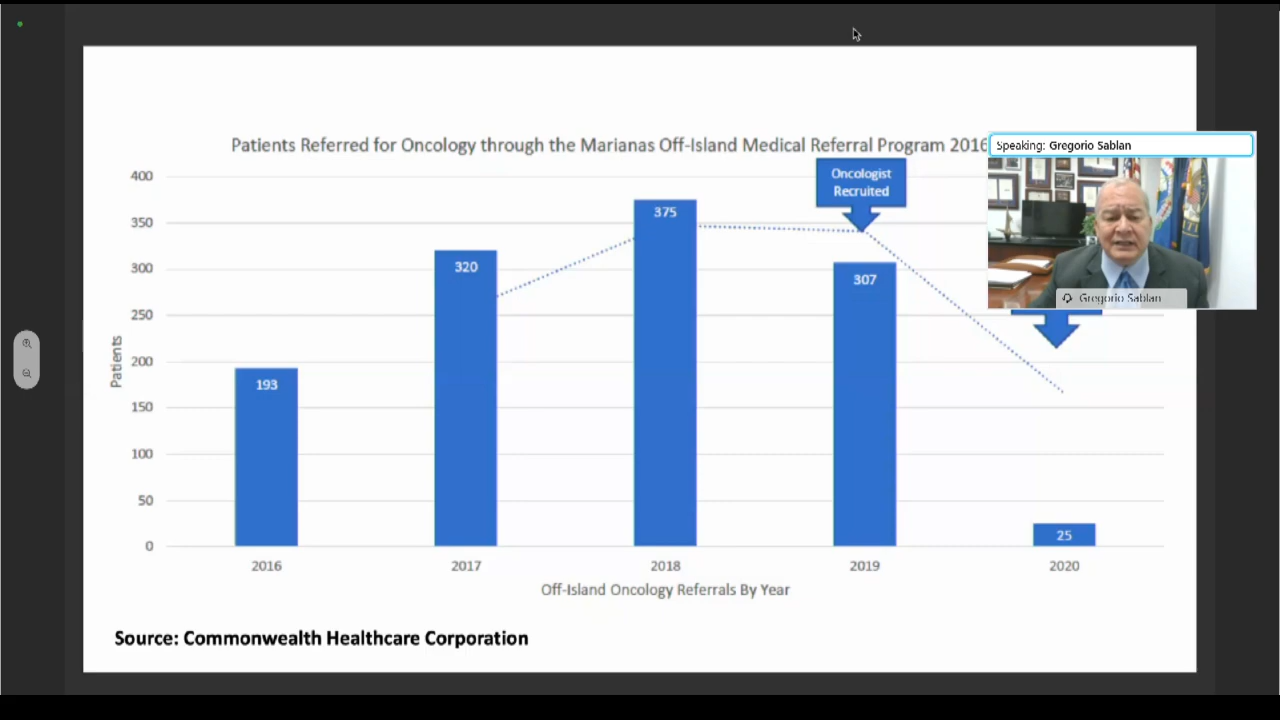 Patients Referred for Oncology through the Marianas Off-Island Medical Referral Program 2016
Speaking: Gregorio Sablan
Gregorio Sablan
Oncologist
Recruited
400
350
300
250
200
150
100
50
0
Patients
193
320
375
307
25
2016
2017
2018
2019
2020
Off-Island Oncology Referrals By Year
Source: Commonwealth Healthcare Corporation